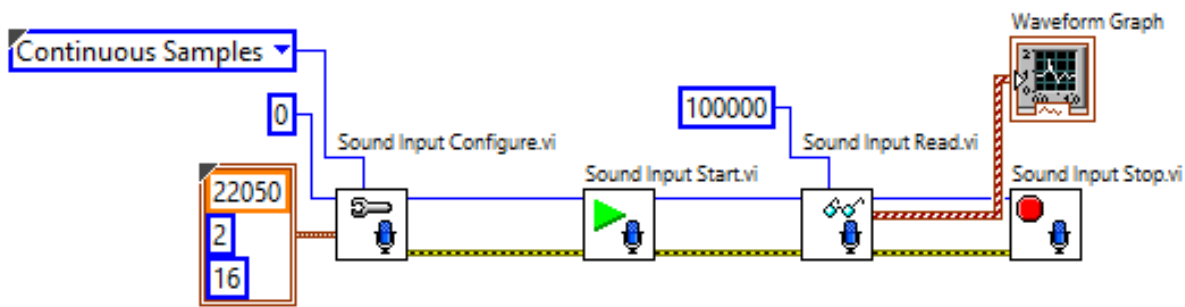 Waveform Graph
Continuous Samples
0
100000
Sound Input Configure.vi
Sound Input Read.vi
22050
2
16
Sound Input Start.vi
Sound Input Stop.vi